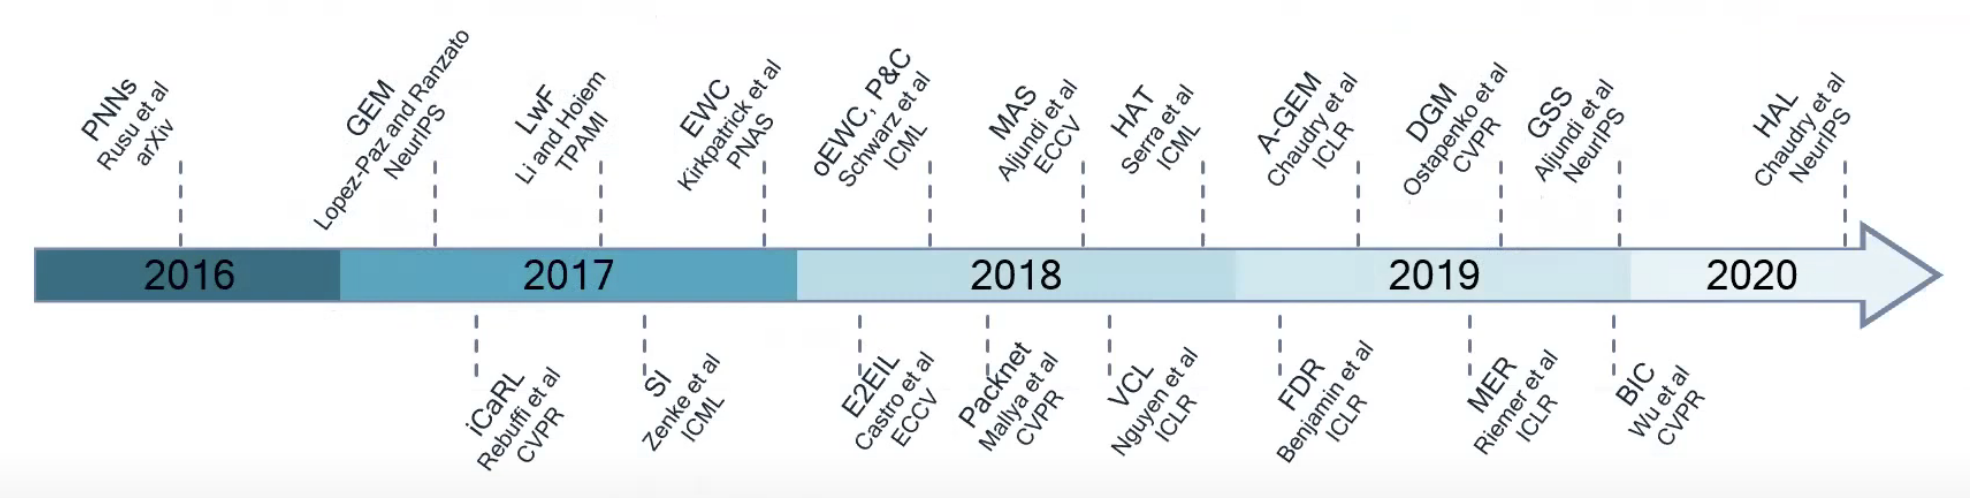 PNNs
Rusu et al
arXiv
GEM
Lopez-Paz and Ranzato
NeurIPS
LwF
Li and Hoiem
TPAMI
EWC
Kirkpatrick et al
PNAS
oEWC, P&C
Schwarz et al
ICML
MAS
Aljundi et al
ECCV
HAT
Serra et al
ICML
A-GEM
Chaudry et al
ICLR
DGM
Ostapenko et al
CVPR
GSS
Aljundi et al
NeurIPS
HAL
Chaudry et al
NeurIPS
2016
2017
2018
2019
2020
iCaRL
Rebuffi et al
CVPR
SI
Zenke et al
ICML
E2EIL
Castro et al
ECCV
Packnet
Mallya et al
CVPR
VCL
Nguyen et al
ICLR
FDR
Benjamin et al
ICLR
MER
Riemer et al
ICLR
BIC
Wu et al
CVPR